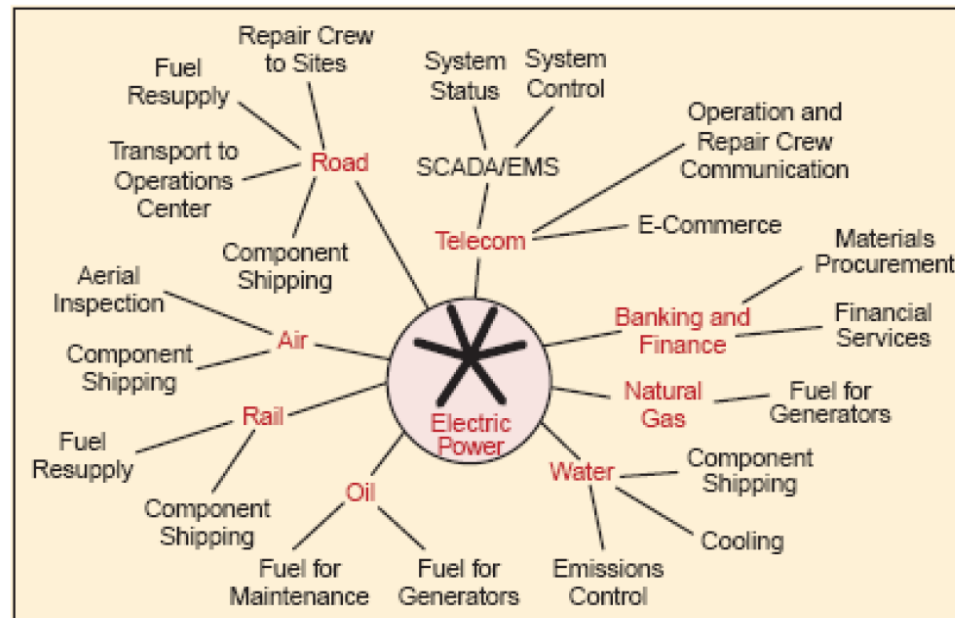 Repair Crew
to Sites
Fuel
Resupply
Transport to
Operations
Center
Road
Component
Shipping
System
Status
System
Control
SCADA/EMS
Operation and
Repair Crew
Communication
Telecom
E-Commerce
Materials
Procurement
Banking and
Finance
Financial
Services
Aerial
Inspection
Air
Component
Shipping
Natural
Gas
Fuel for
Generators
Electric
Power
Rail
Fuel
Resupply
Component
Shipping
Oil
Fuel for
Maintenance
Fuel for
Generators
Water
Component
Shipping
Cooling
Emissions
Control